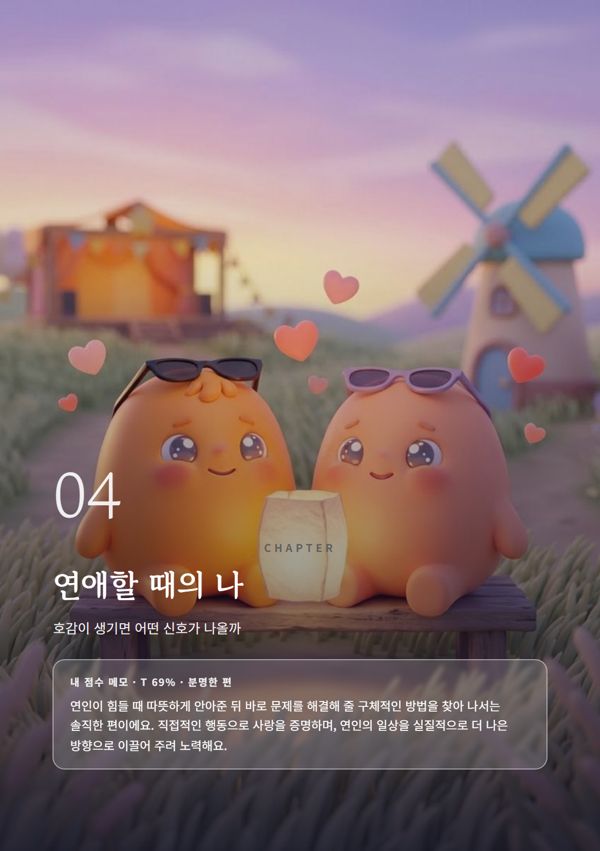 04
CHAPTER
연애할 때의 나
호감이 생기면 어떤 신호가 나올까
내 점수 메모 · T 69% · 분명한 편
연인이 힘들 때 따뜻하게 안아준 뒤 바로 문제를 해결해 줄 구체적인 방법을 찾아 나서는
솔직한 편이에요. 직접적인 행동으로 사랑을 증명하며, 연인의 일상을 실질적으로 더 나은
방향으로 이끌어 주려 노력해요.